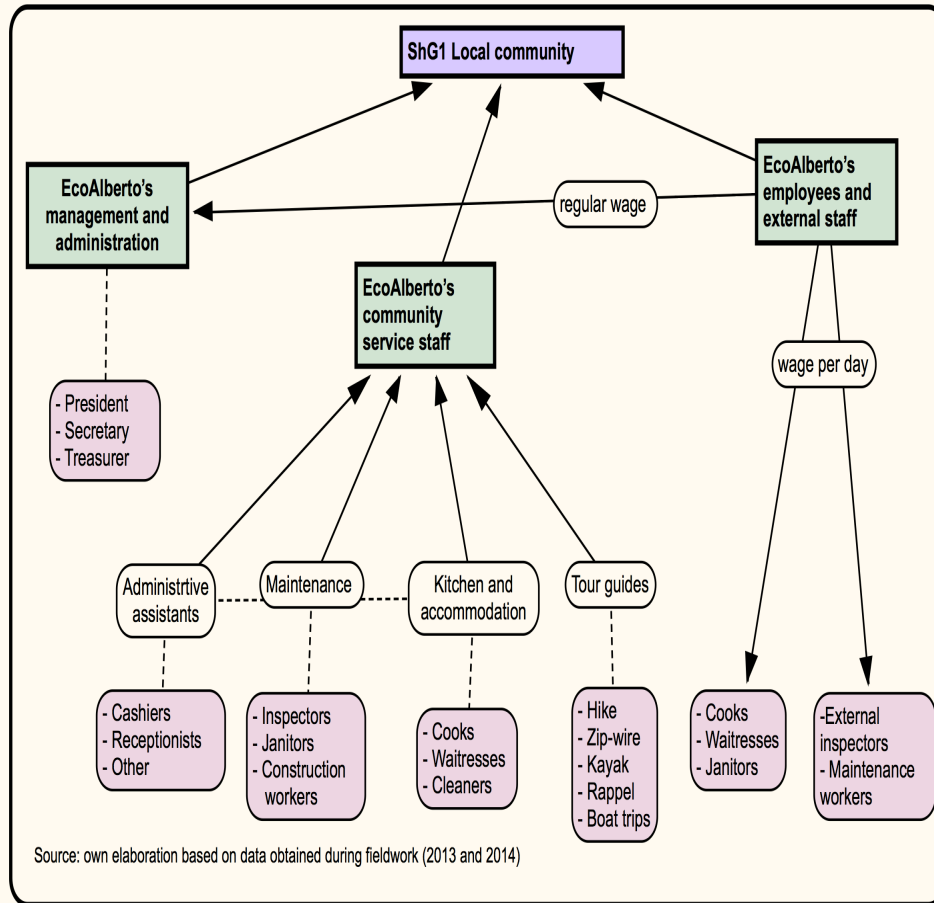 ShG1 Local community
EcoAlberto’s
management and
administration
EcoAlberto’s
employees and
external staff
regular wage
EcoAlberto’s
community
service staff
wage per day
- President
- Secretary
- Treasurer
Administrtive
assistants
Maintenance
Kitchen and
accommodation
Tour guides
- Cashiers
- Receptionists
- Other
- Inspectors
- Janitors
- Construction
workers
- Cooks
- Waitresses
- Cleaners
- Hike
- Zip-wire
- Kayak
- Rappel
- Boat trips
- Cooks
- Waitresses
- Janitors
-External
inspectors
- Maintenance
workers
Source: own elaboration based on data obtained during fieldwork (2013 and 2014)